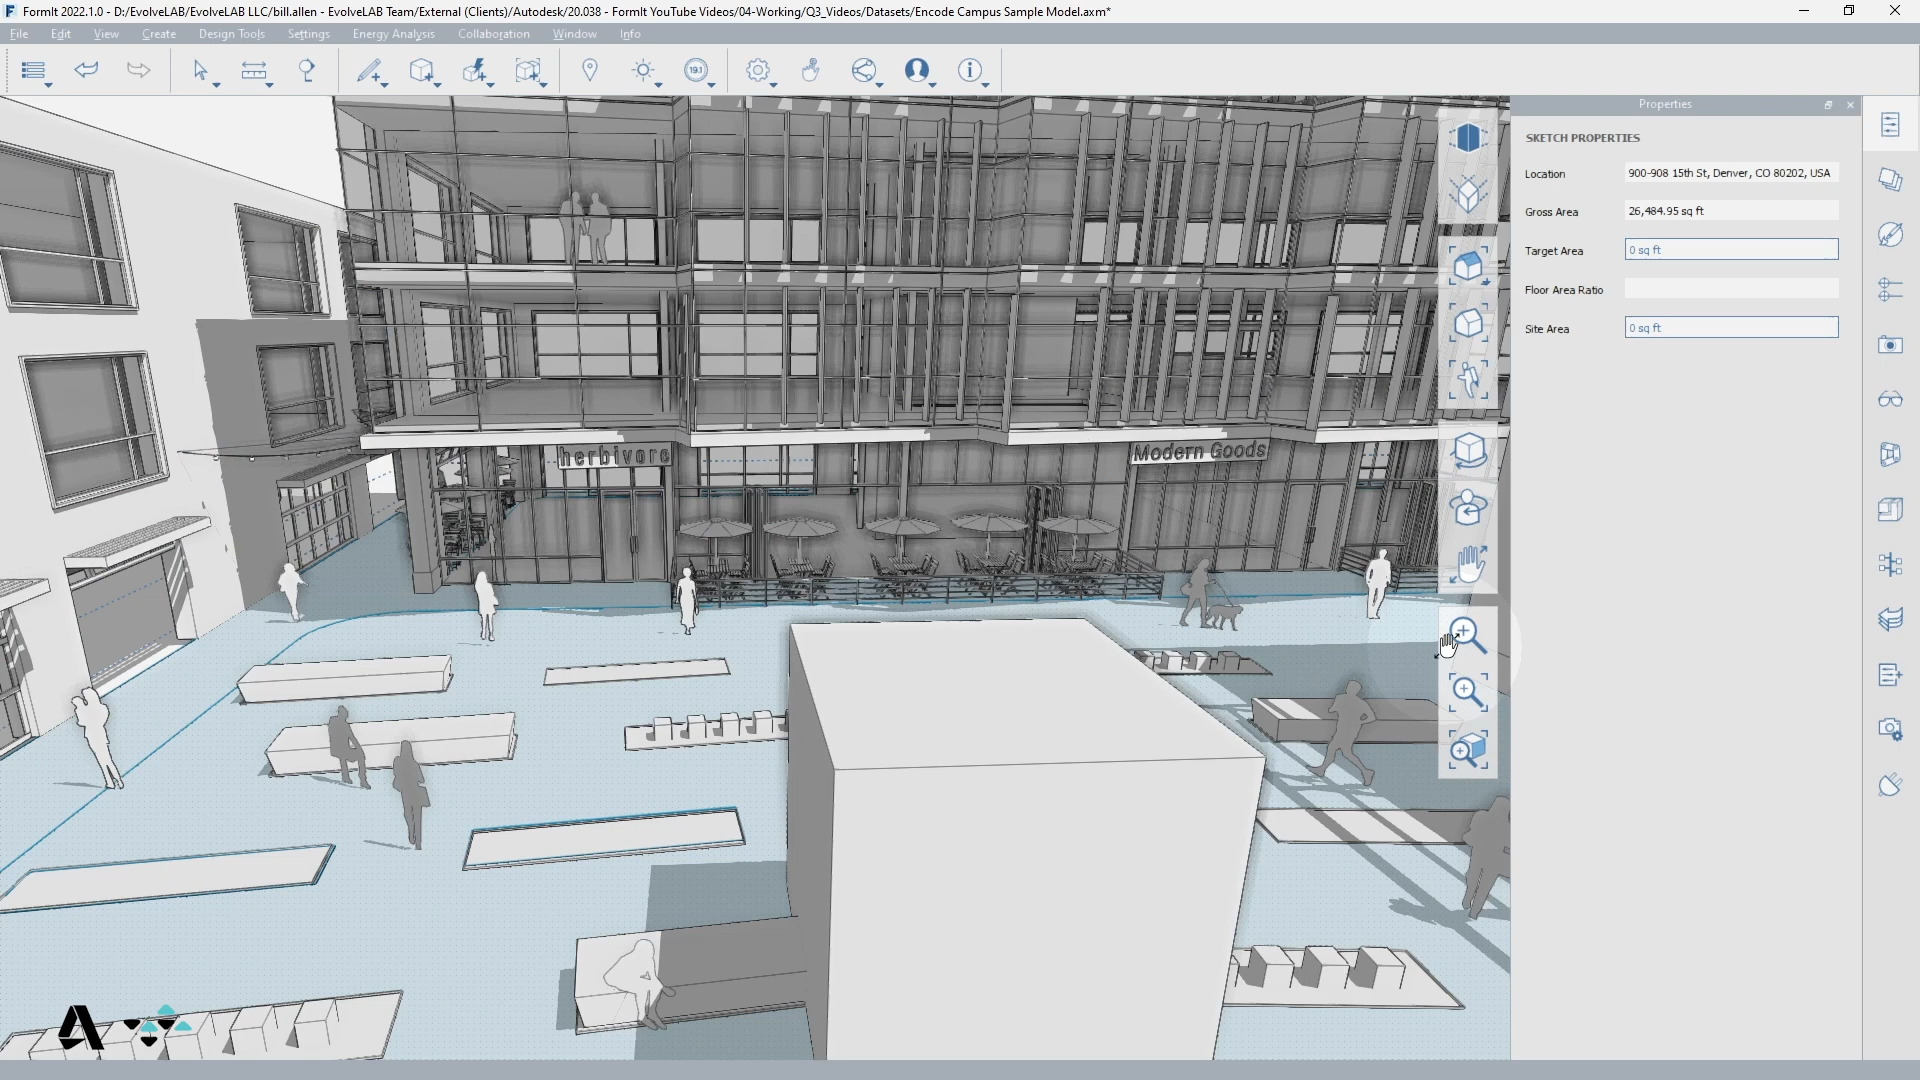 FormIt 2022.1.0 - D:/EvolveLAB/EvolveLAB LLC/bill.allen - EvolveLAB Team/External (Clients)/Autodesk/20.038 - FormIt YouTube Videos/04-Working/Q3_Videos/Datasets/Encode Campus Sample Model.axm*
File Edit View Create Design Tools Settings Energy Analysis Collaboration Window Info
19.1
Properties
SKETCH PROPERTIES
Location 900-908 15th St, Denver, CO 80202, USA
Gross Area 26,484.95 sq ft
Target Area 0 sq ft
Floor Area Ratio
Site Area 0 sq ft
herbivore
Modern Goods